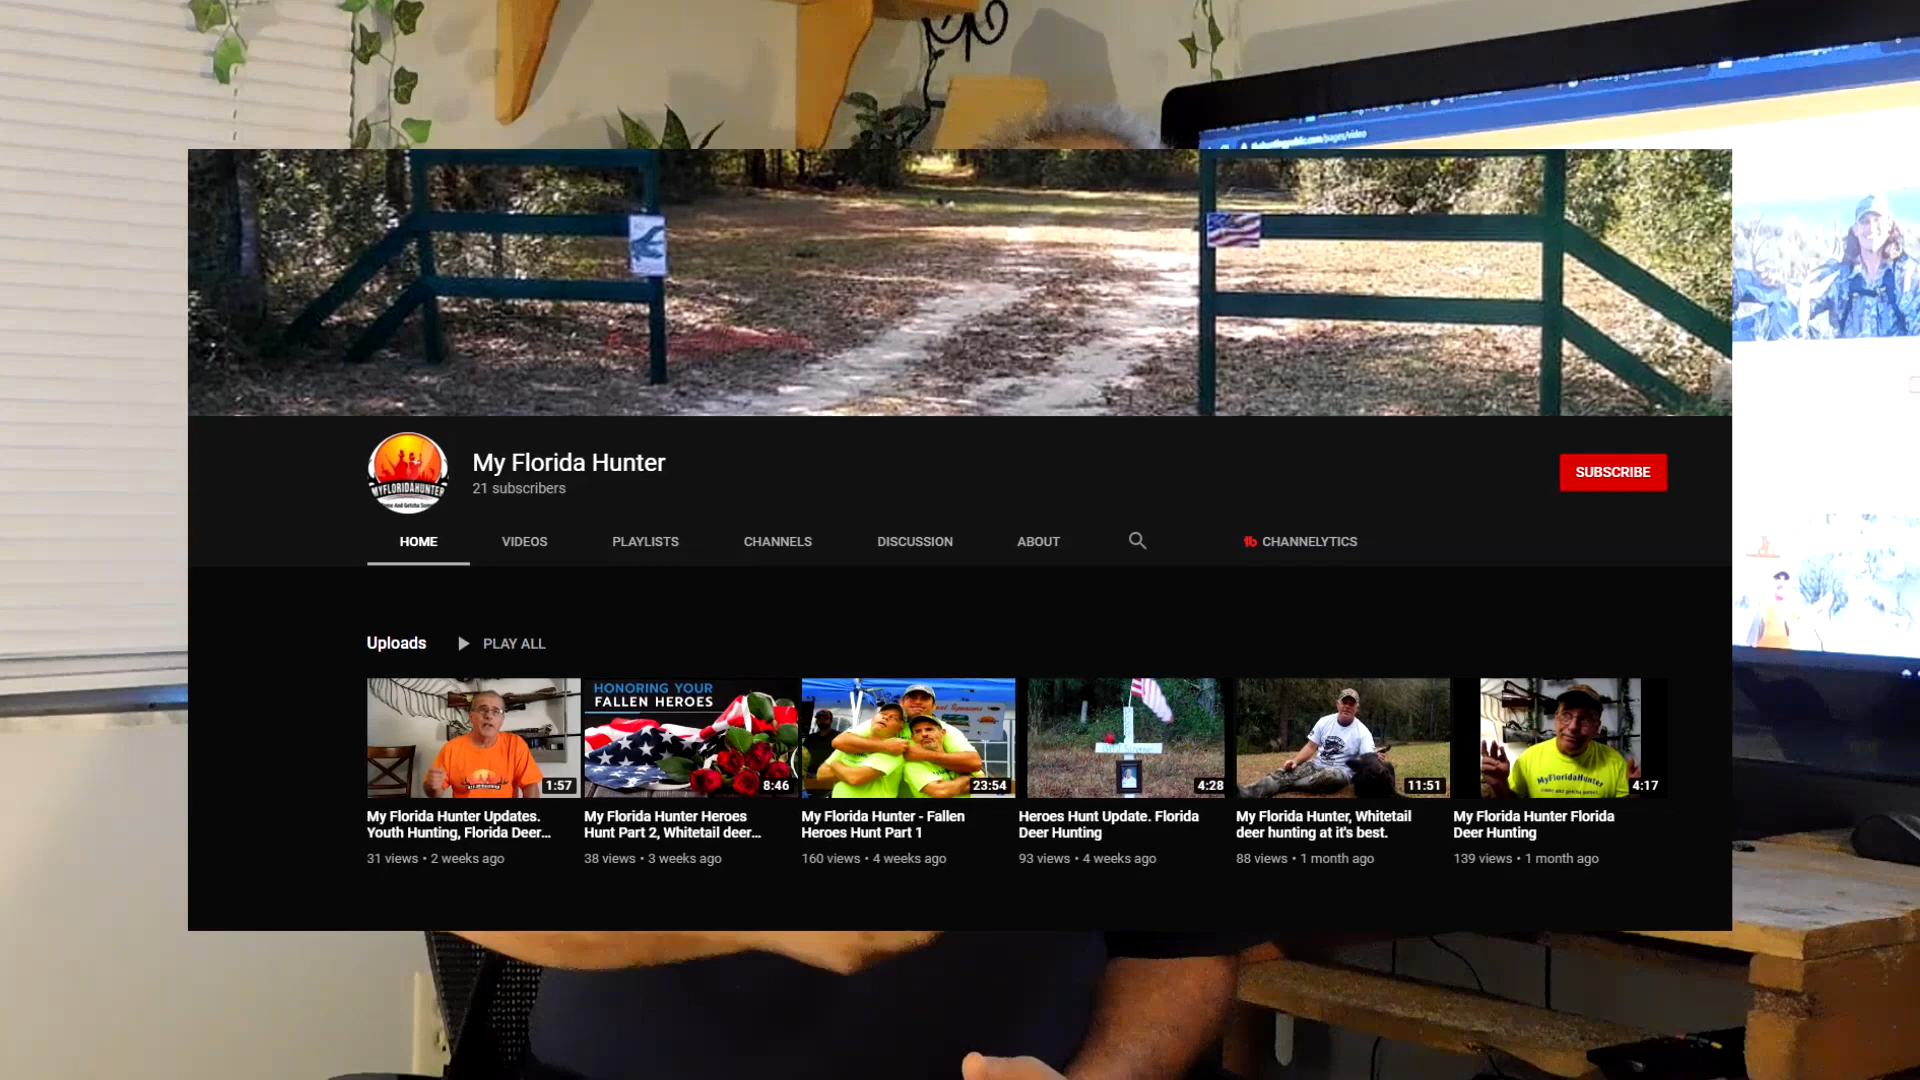 My Florida Hunter
21 subscribers
SUBSCRIBE
MYFLORIDAHUNTER
HOME
VIDEOS
PLAYLISTS
CHANNELS
DISCUSSION
ABOUT
CHANNELYTICS
Uploads
PLAY ALL
HONORING YOUR
FALLEN HEROES
MyFloridaHunter
1:57
8:46
23:54
4:28
11:51
4:17
My Florida Hunter Updates.
Youth Hunting, Florida Deer...
31 views • 2 weeks ago
My Florida Hunter Heroes
Hunt Part 2, Whitetail deer...
38 views • 3 weeks ago
My Florida Hunter - Fallen
Heroes Hunt Part 1
160 views • 4 weeks ago
Heroes Hunt Update. Florida
Deer Hunting
93 views • 4 weeks ago
My Florida Hunter, Whitetail
deer hunting at it's best.
88 views • 1 month ago
My Florida Hunter Florida
Deer Hunting
139 views • 1 month ago